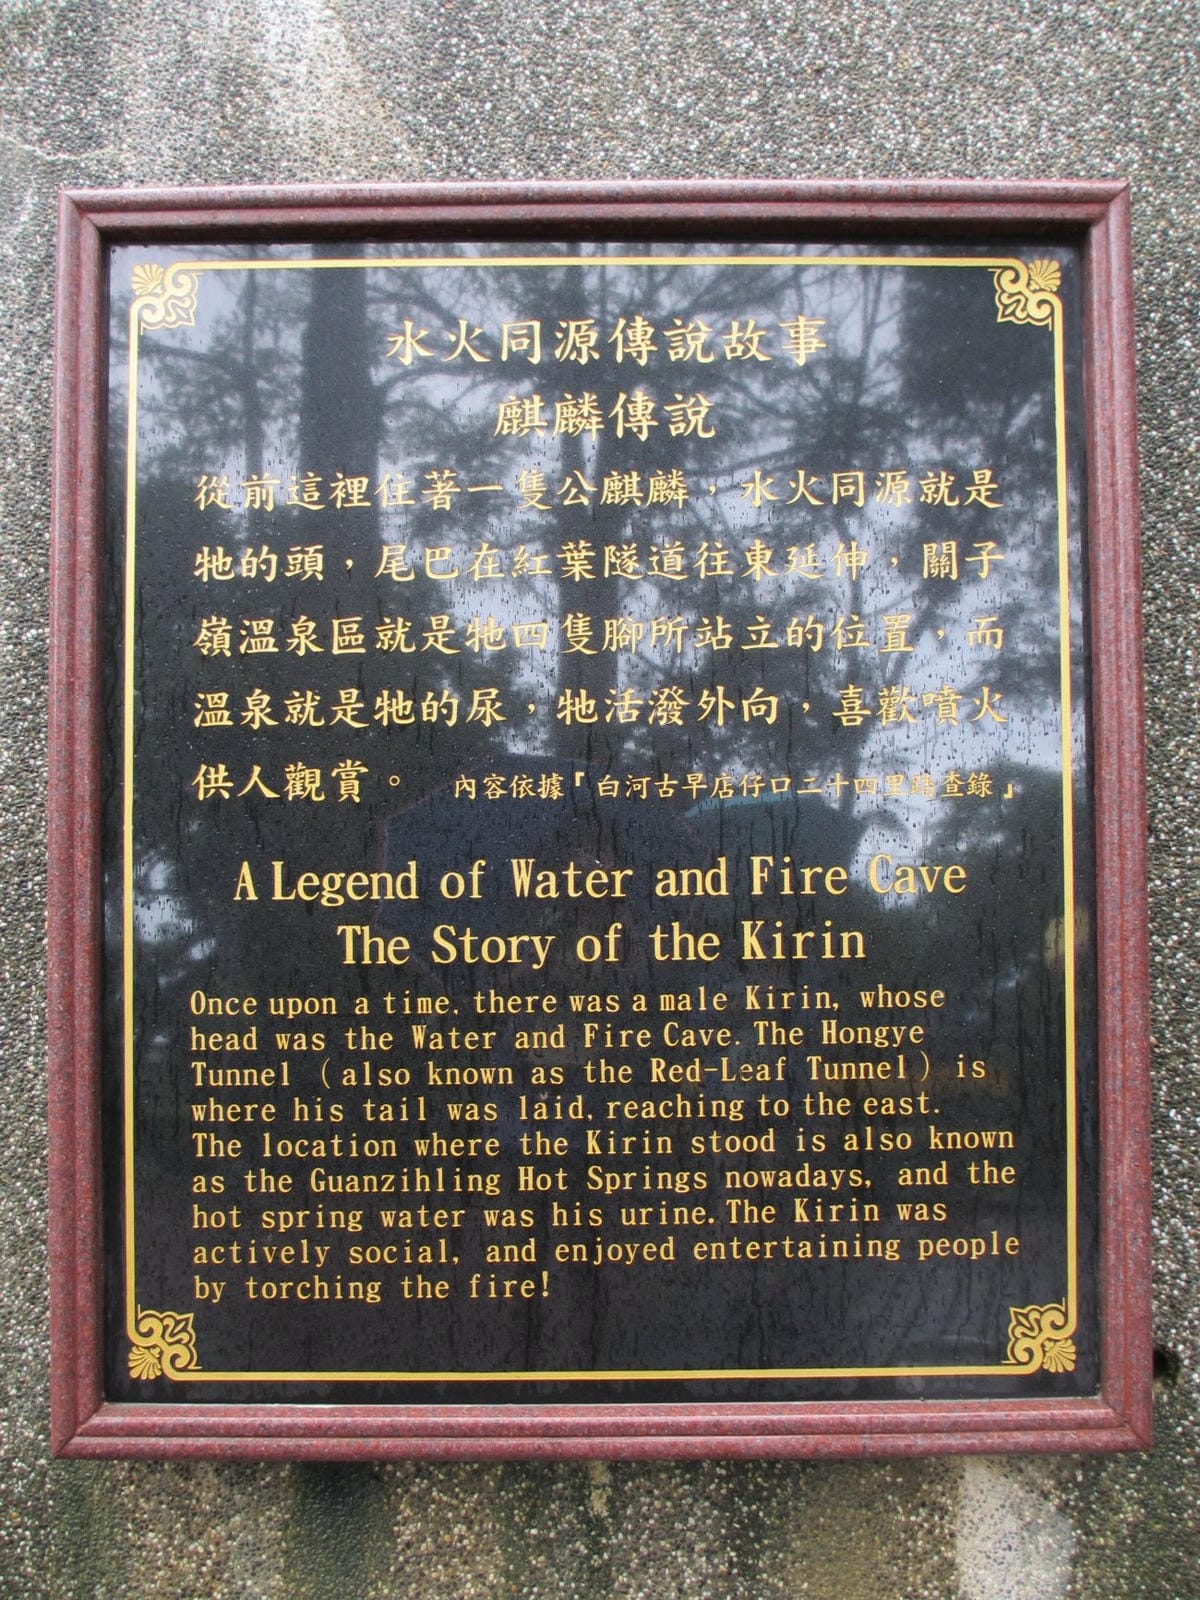 水火同源傳說故事
麒麟傳說
從前這裡住著一隻公麒麟，水火同源就是
牠的頭，尾巴在紅葉隧道往東延伸，關子
嶺溫泉區就是牠四隻腳所站立的位置，而
溫泉就是牠的尿，牠活潑外向，喜歡噴火
供人觀賞。 內容依據『白河古早店仔口二十四里踏查錄』
A Legend of Water and Fire Cave
The Story of the Kirin
Once upon a time, there was a male Kirin, whose
head was the Water and Fire Cave. The Hongye
Tunnel (also known as the Red-Leaf Tunnel) is
where his tail was laid, reaching to the east.
The location where the Kirin stood is also known
as the Guanzihling Hot Springs nowadays, and the
hot spring water was his urine. The Kirin was
actively social, and enjoyed entertaining people
by torching the fire!